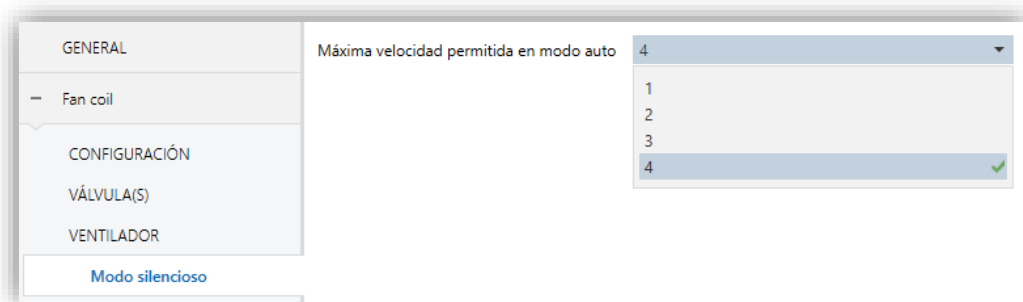 GENERAL
Fan coil
CONFIGURACIÓN
VÁLVULA(S)
VENTILADOR
Modo silencioso
Máxima velocidad permitida en modo auto
4
1
2
3
4